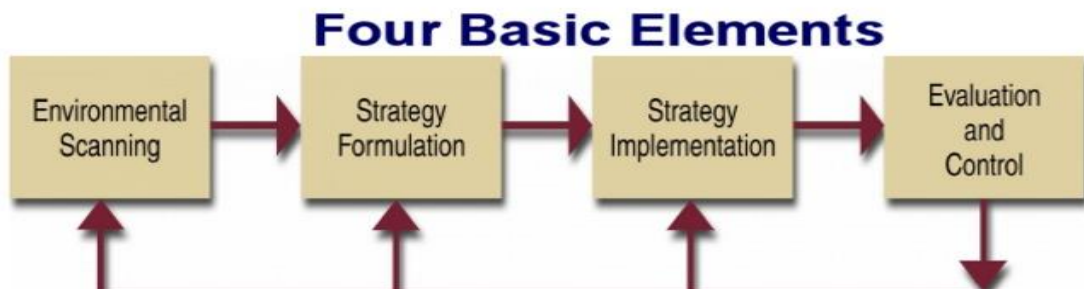 Four Basic Elements
Environmental
Scanning
Strategy
Formulation
Strategy
Implementation
Evaluation
and
Control